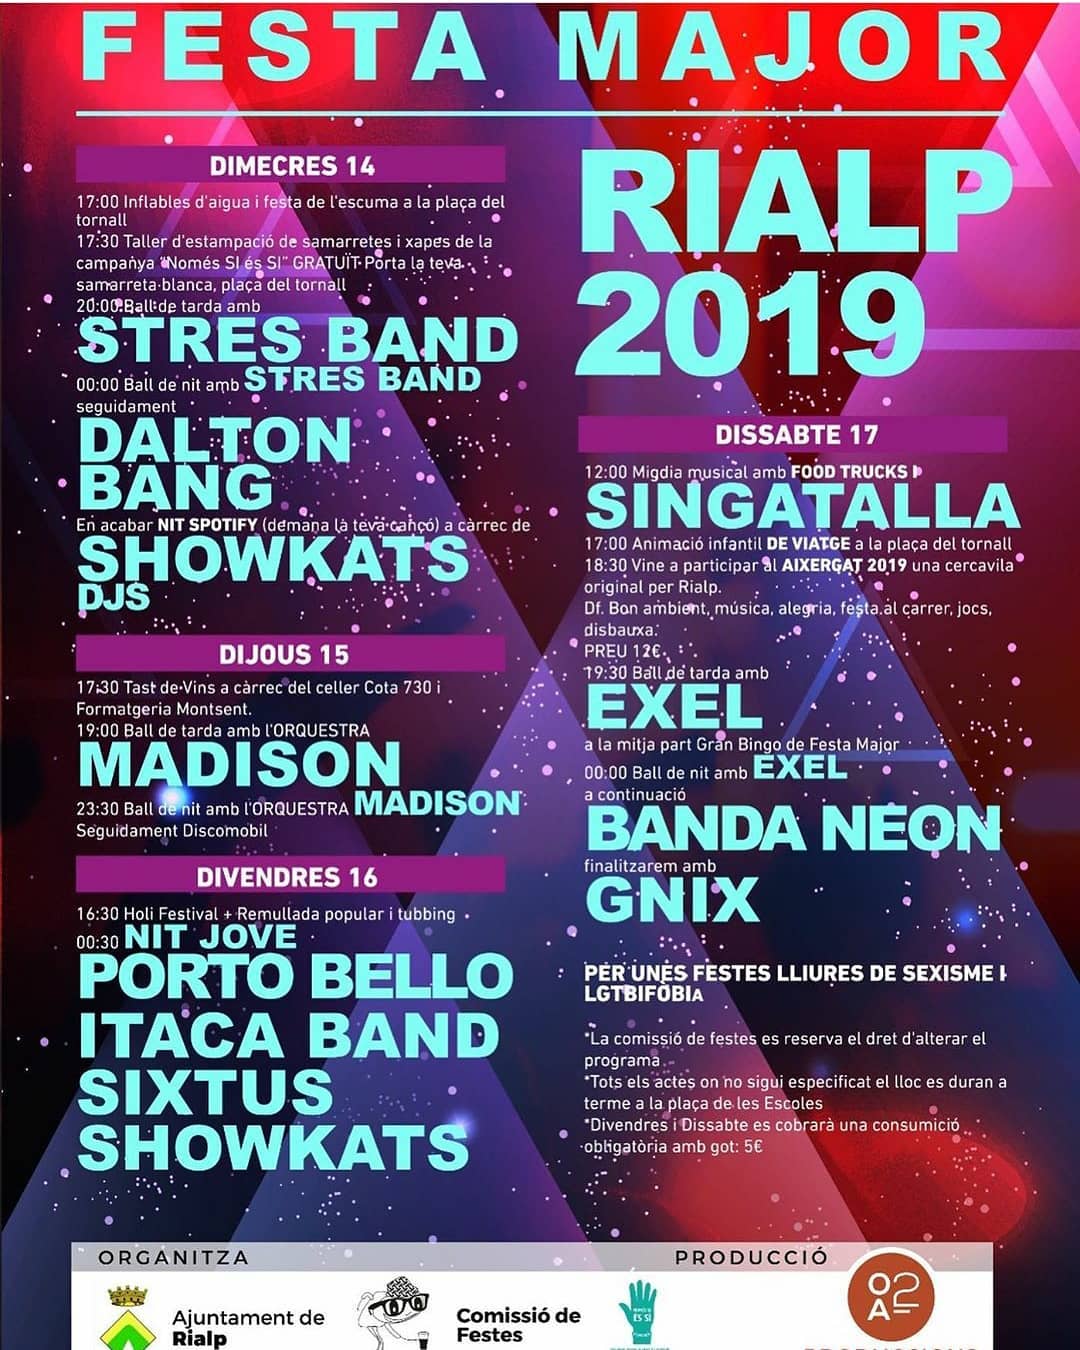 FESTA MAJOR
RIALP
2019
DIMECRES 14
17:00 Inflables d'aigua i festa de l'escuma a la plaça del
tornall
17:30 Taller d'estampació de samarretes i xapes de la
campanya "Només SI és SI" GRATUÏT Porta la teva
samarreta blanca, plaça del tornall
20:00 Ball de tarda amb
STRES BAND
00:00 Ball de nit amb STRES BAND
seguidament
DALTON
BANG
En acabar NIT SPOTIFY (demana la teva cançó) a càrrec de
SHOWKATS
DJS
DIJOUS 15
17:30 Tast de Vins a càrrec del celler Cota 730 i
Formatgeria Montsent.
19:00 Ball de tarda amb l'ORQUESTRA
MADISON
23:30 Ball de nit amb l'ORQUESTRA MADISON
Seguidament Discomobil
DIVENDRES 16
16:30 Holi Festival + Remullada popular i tubbing
00:30 NIT JOVE
PORTO BELLO
ITACA BAND
SIXTUS
SHOWKATS
DISSABTE 17
12:00 Migdia musical amb FOOD TRUCKS I
SINGATALLA
17:00 Animació infantil DE VIATGE a la plaça del tornall
18:30 Vine a participar al AIXERGAT 2019 una cercavila
original per Rialp.
Df. Bon ambient, música, alegria, festa al carrer, jocs,
disbauxa.
PREU 12€
19:30 Ball de tarda amb
EXEL
a la mitja part Gran Bingo de Festa Major
00:00 Ball de nit amb EXEL
a continuació
BANDA NEON
finalitzarem amb
GNIX
PER UNES FESTES LLIURES DE SEXISME I
LGTBIFÒBIA
*La comissió de festes es reserva el dret d'alterar el
programa
*Tots els actes on no sigui especificat el lloc es duran a
terme a la plaça de les Escoles
*Divendres i Dissabte es cobrarà una consumició
obligatòria amb got: 5€
ORGANITZA
PRODUCCIÓ
Ajuntament de
Rialp
Comissió de
Festes
ÉS SÍ
O2
A